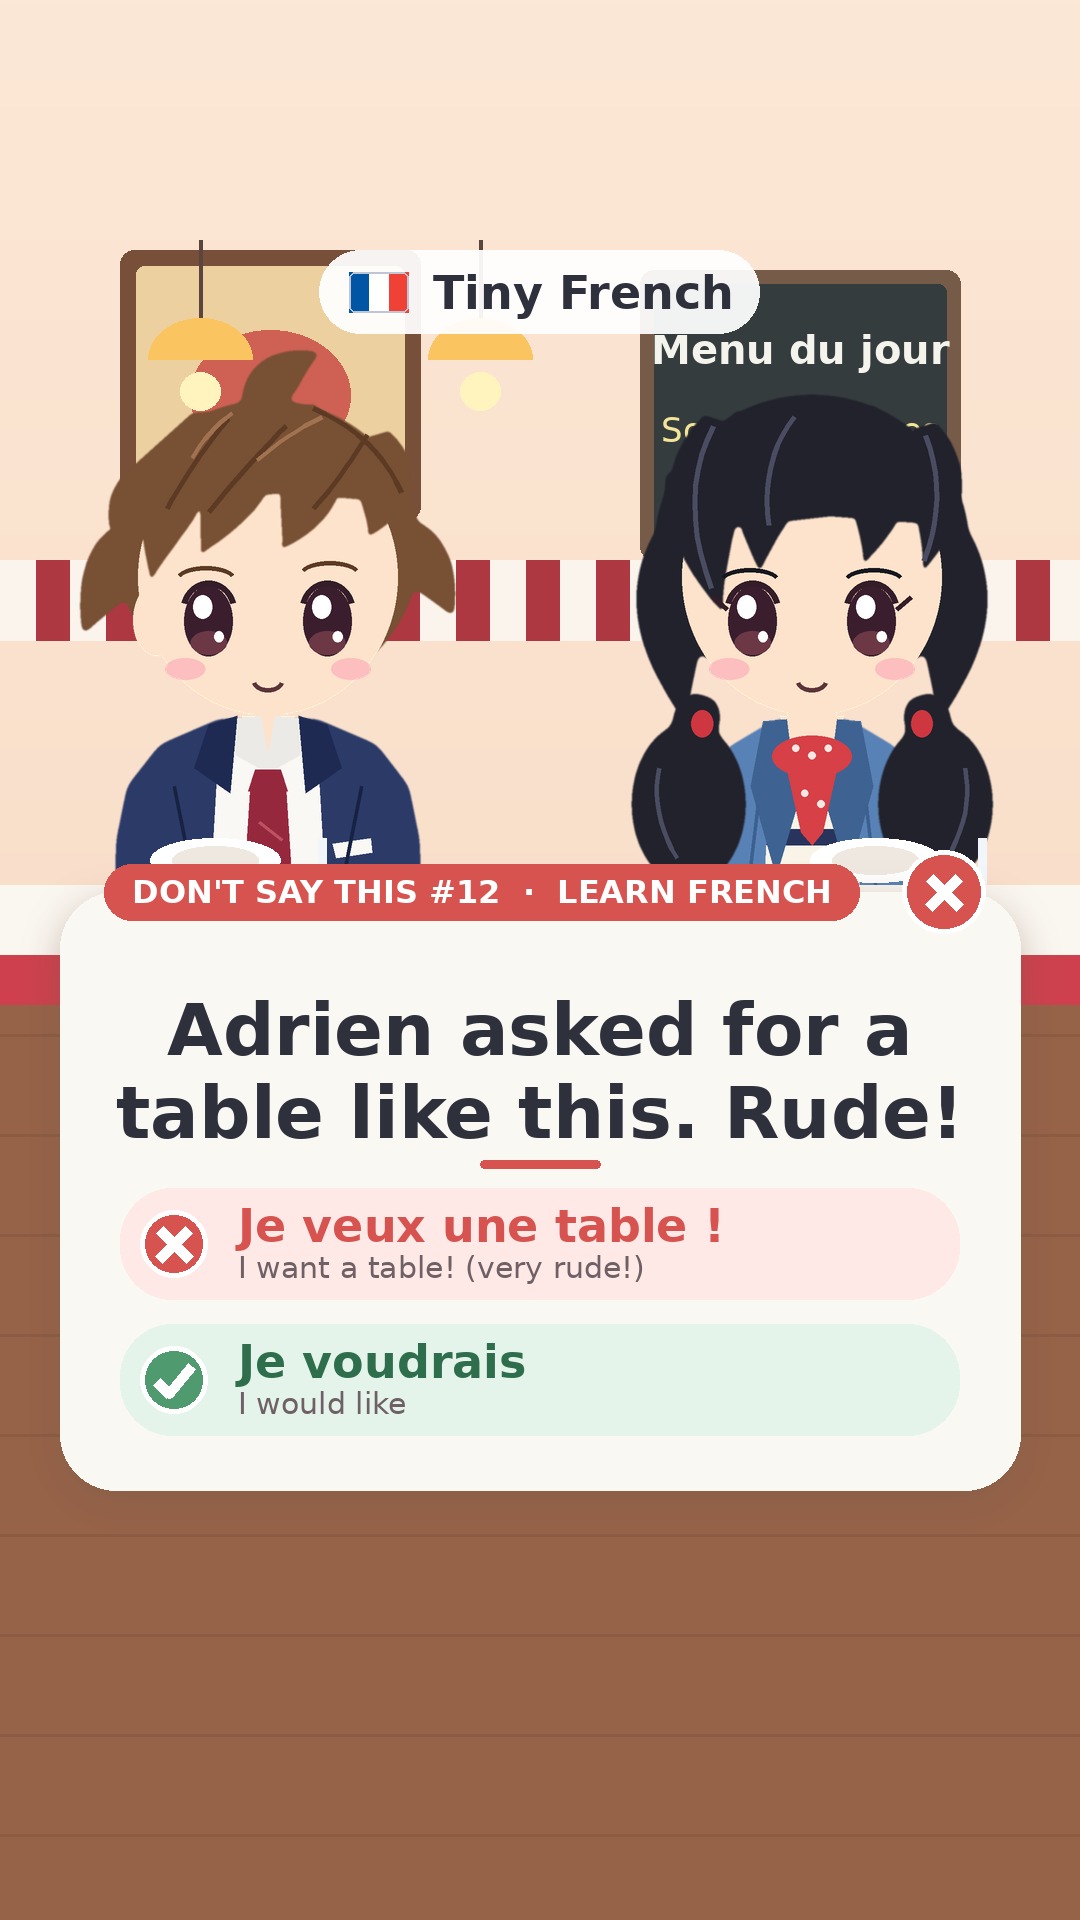 Tiny French
Menu du jour
DON'T SAY THIS #12 · LEARN FRENCH
Adrien asked for a
table like this. Rude!
Je veux une table !
I want a table! (very rude!)
Je voudrais
I would like